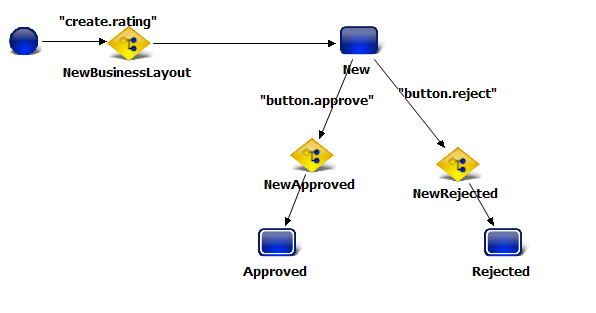 "create.rating"
NewBusinessLayout
New
"button.approve"
"button.reject"
NewApproved
NewRejected
Approved
Rejected